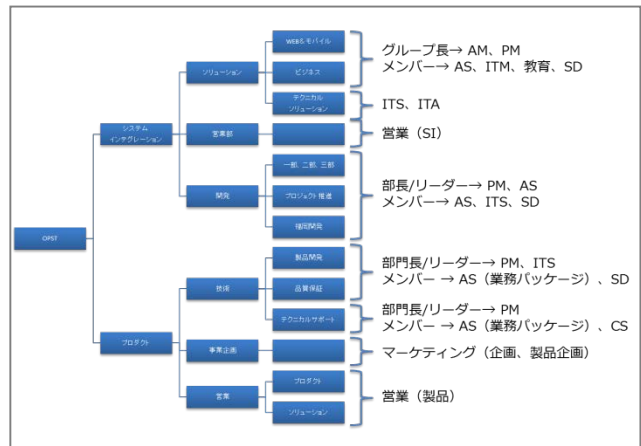 WEB& モバイル
グループ長→ AM、PM
メンバー→ AS、ITM、教育、SD
ソリューション
ビジネス
テクニカル
ソリューション
ITS、ITA
システム
インテグレーション
営業部
営業（SI）
一部、二部、三部
開発
プロジェクト推進
部長/リーダー→ PM、AS
メンバー→ AS、ITS、SD
福岡開発
OPST
製品開発
部門長/リーダー→ PM、ITS
メンバー → AS（業務パッケージ）、SD
技術
品質保証
テクニカルサポート
部門長/リーダー→ PM
メンバー → AS（業務パッケージ）、CS
プロダクト
事業企画
マーケティング（企画、製品企画）
プロダクト
営業
営業（製品）
ソリューション